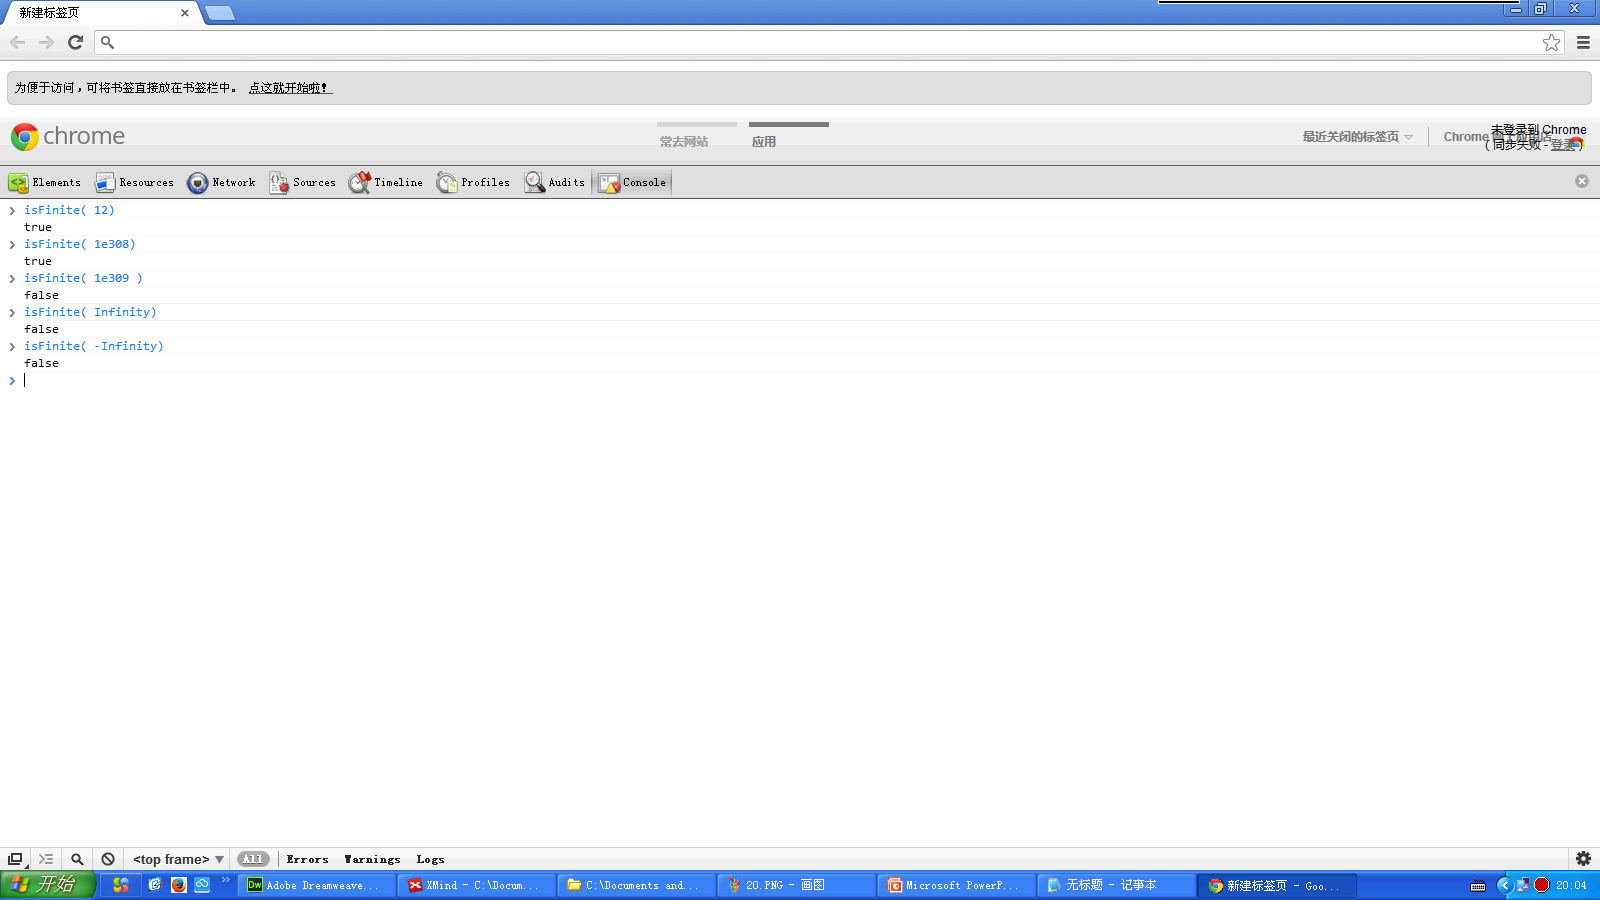 新建标签页
为便于访问，可将书签直接放在书签栏中。 点这就开始啦！
chrome
常去网站
应用
最近关闭的标签页
Chrome
未登录到 Chrome
( 同步失败 - 登录 )
Elements Resources Network Sources Timeline Profiles Audits Console
isFinite( 12)
true
isFinite( 1e308)
true
isFinite( 1e309 )
false
isFinite( Infinity)
false
isFinite( -Infinity)
false
<top frame> All Errors Warnings Logs
开始
Adobe Dreamweave...
XMind - C:\Docum...
C:\Documents and...
20.PNG - 画图
Microsoft PowerP...
无标题 - 记事本
新建标签页 - Goo...
20:04